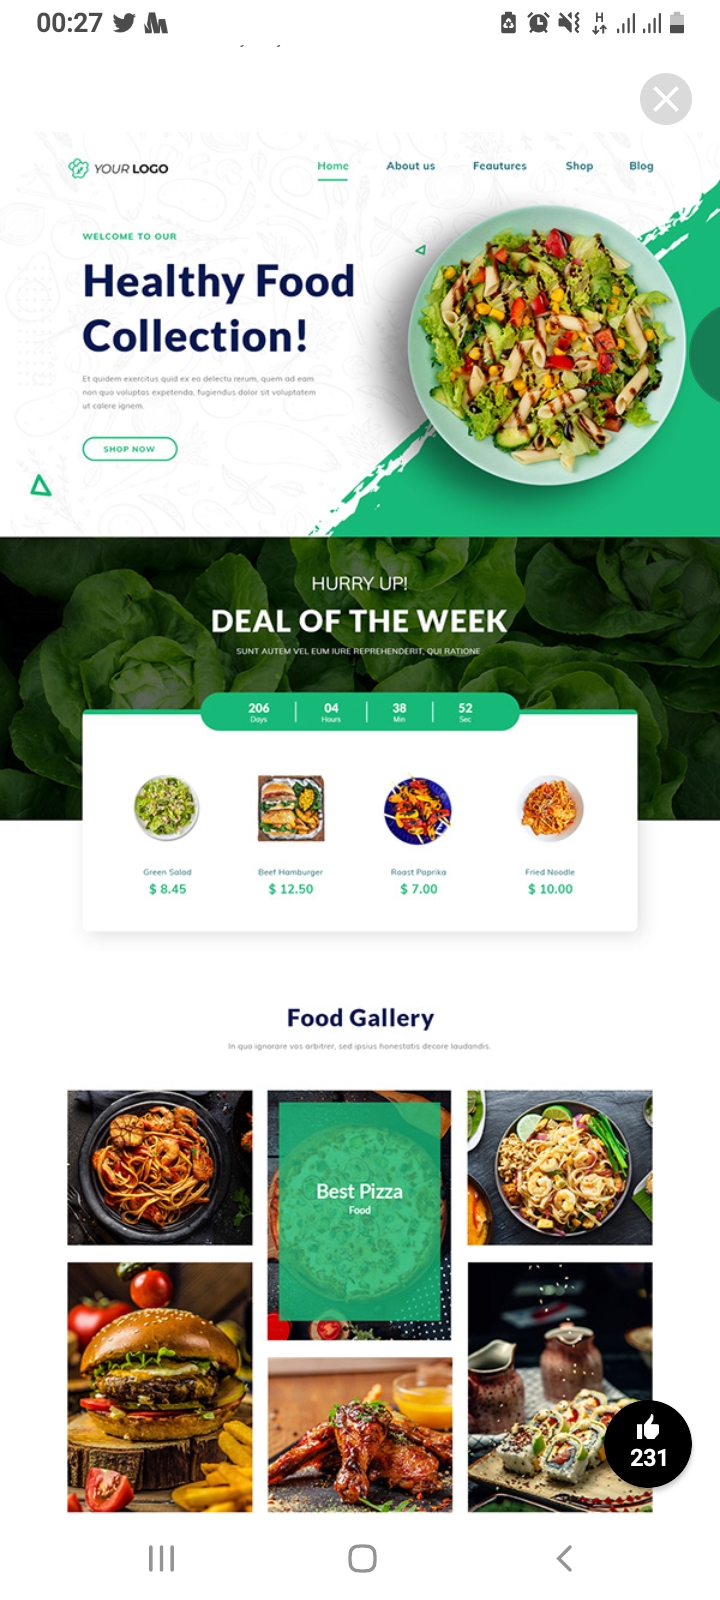 00:27
H
YOUR LOGO
Home About us Feautures Shop Blog
WELCOME TO OUR
Healthy Food
Collection!
Et quidem exercitus quid ex eo delectu rerum, quem ad eam
non quo voluptas expetenda, fugiendus dolor sit voluptatem
ut calere ignem.
SHOP NOW
HURRY UP!
DEAL OF THE WEEK
SUNT AUTEM VEL EUM IURE REPREHENDERIT, QUI RATIONE
206 04 38 52
Days Hours Min Sec
Green Salad Beef Hamburger Roast Paprika Fried Noodle
$ 8.45 $ 12.50 $ 7.00 $ 10.00
Food Gallery
In quo ignorare vos arbitrer, sed ipsius honestatis decore laudandis.
Best Pizza
Food
231